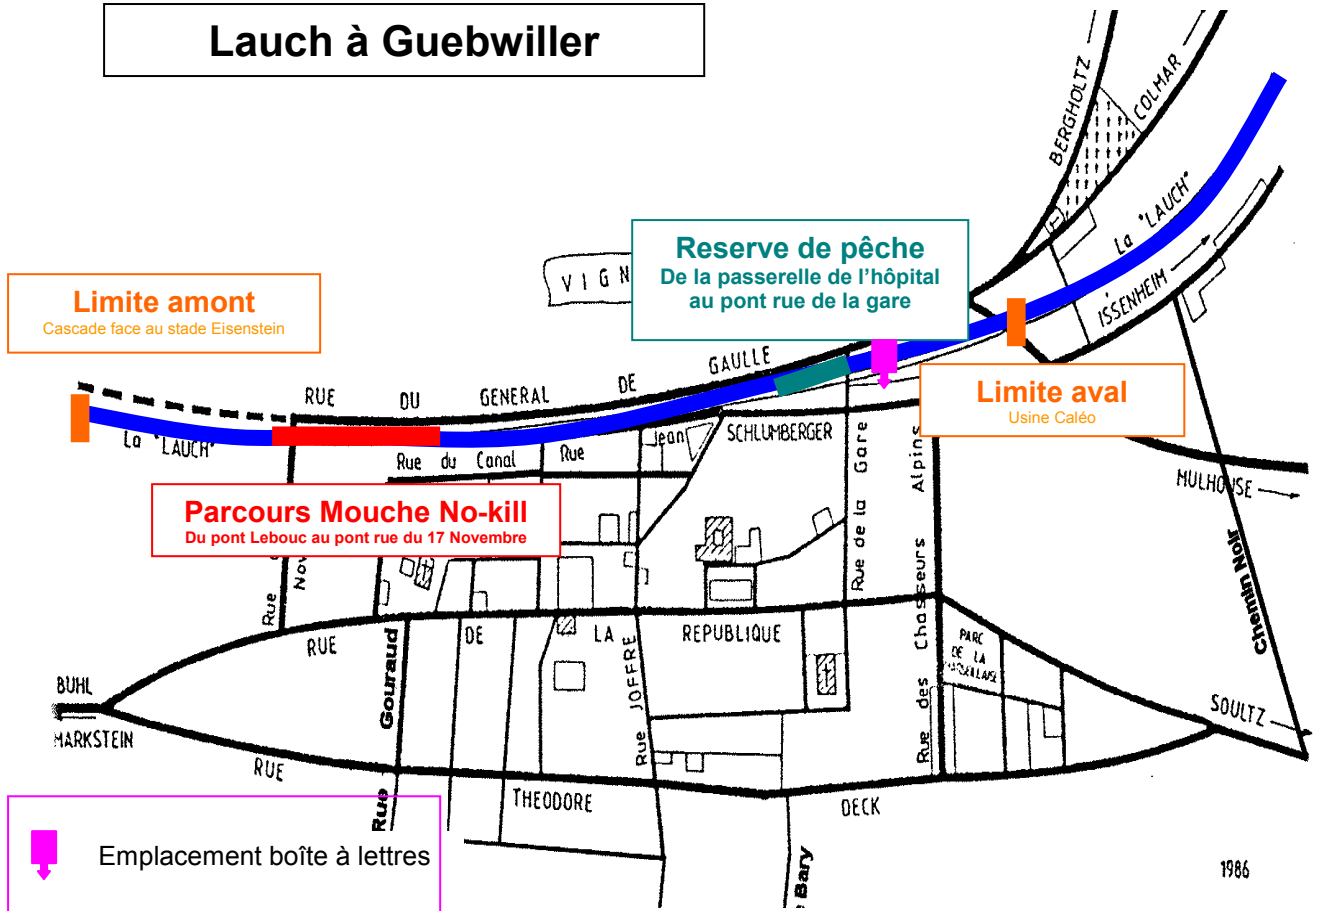 Lauch à Guebwiller
BERGHOLTZ
COLMAR
La "LAUCH"
ISSENHEIM
Reserve de pêche
De la passerelle de l'hôpital
au pont rue de la gare
VIGN
Limite amont
Cascade face au stade Eisenstein
RUE DU GENERAL DE GAULLE
Limite aval
Usine Caléo
La "LAUCH"
Rue du Canal
Rue Jean SCHLUMBERGER
Rue de la Gare
Rue des Chasseurs Alpins
MULHOUSE
Chemin Noir
Parcours Mouche No-kill
Du pont Lebouc au pont rue du 17 Novembre
Rue
Nov
RUE DE LA REPUBLIQUE
PARC
DE LA
MARSEILLAISE
BUHL
MARKSTEIN
Rue Gouraud
Rue JOFFRE
SOULTZ
RUE THEODORE DECK
Bary
Emplacement boîte à lettres
1986